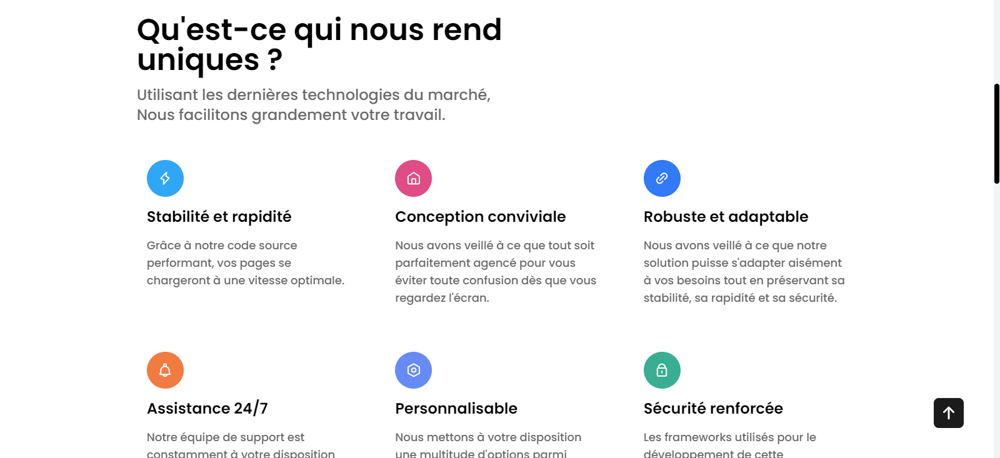 Qu'est-ce qui nous rend
uniques ?
Utilisant les dernières technologies du marché,
Nous facilitons grandement votre travail.
Stabilité et rapidité
Grâce à notre code source
performant, vos pages se
chargeront à une vitesse optimale.
Conception conviviale
Nous avons veillé à ce que tout soit
parfaitement agencé pour vous
éviter toute confusion dès que vous
regardez l'écran.
Robuste et adaptable
Nous avons veillé à ce que notre
solution puisse s'adapter aisément
à vos besoins tout en préservant sa
stabilité, sa rapidité et sa sécurité.
Assistance 24/7
Notre équipe de support est
constamment à votre disposition
Personnalisable
Nous mettons à votre disposition
une multitude d'options parmi
Sécurité renforcée
Les frameworks utilisés pour le
développement de cette